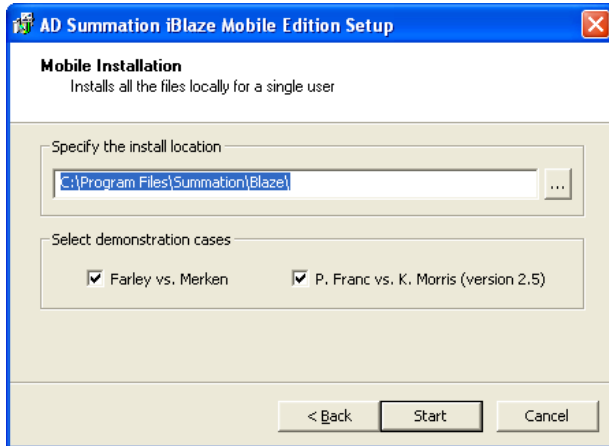 AD Summation iBlaze Mobile Edition Setup
Mobile Installation
Installs all the files locally for a single user
Specify the install location
C:\Program Files\Summation\Blaze\
...
Select demonstration cases
Farley vs. Merken
P. Franc vs. K. Morris (version 2.5)
< Back
Start
Cancel